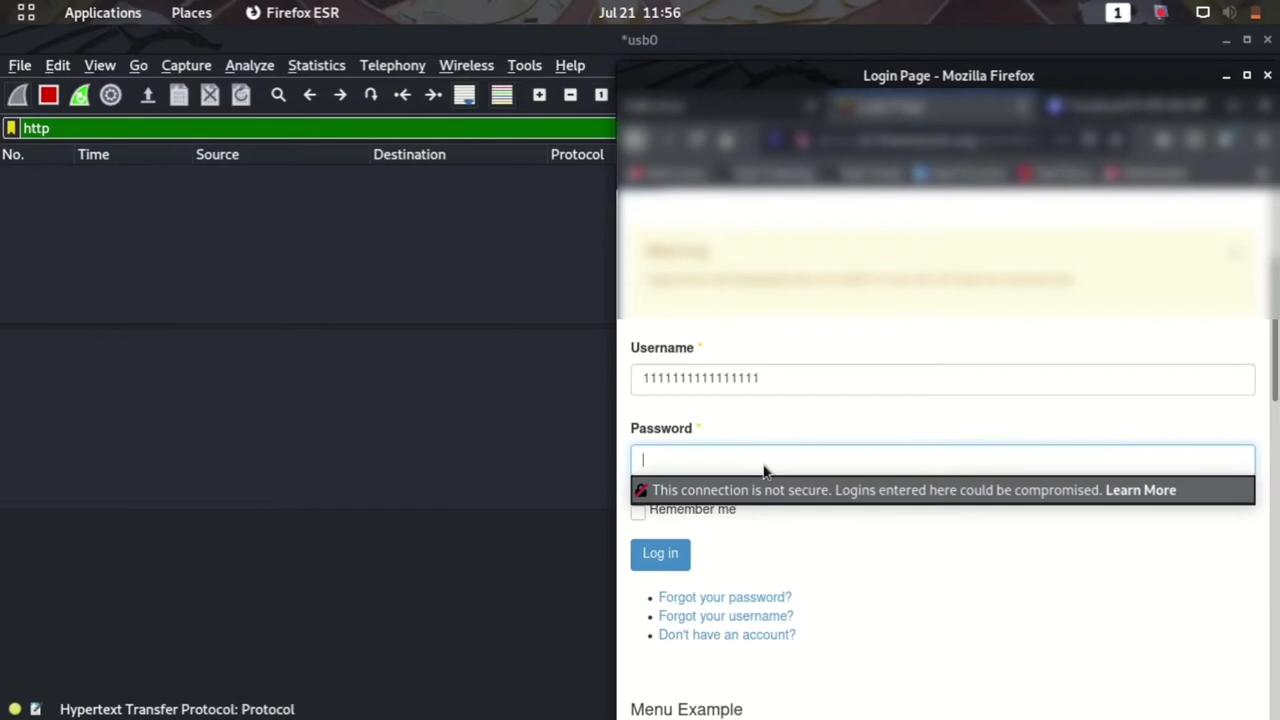 Applications Places Firefox ESR Jul 21 11:56 1
*usb0
File Edit View Go Capture Analyze Statistics Telephony Wireless Tools Help
Login Page - Mozilla Firefox
http
No. Time Source Destination Protocol
Username *
1111111111111111
Password *
This connection is not secure. Logins entered here could be compromised. Learn More
Remember me
Log in
Forgot your password?
Forgot your username?
Don't have an account?
Menu Example
Hypertext Transfer Protocol: Protocol